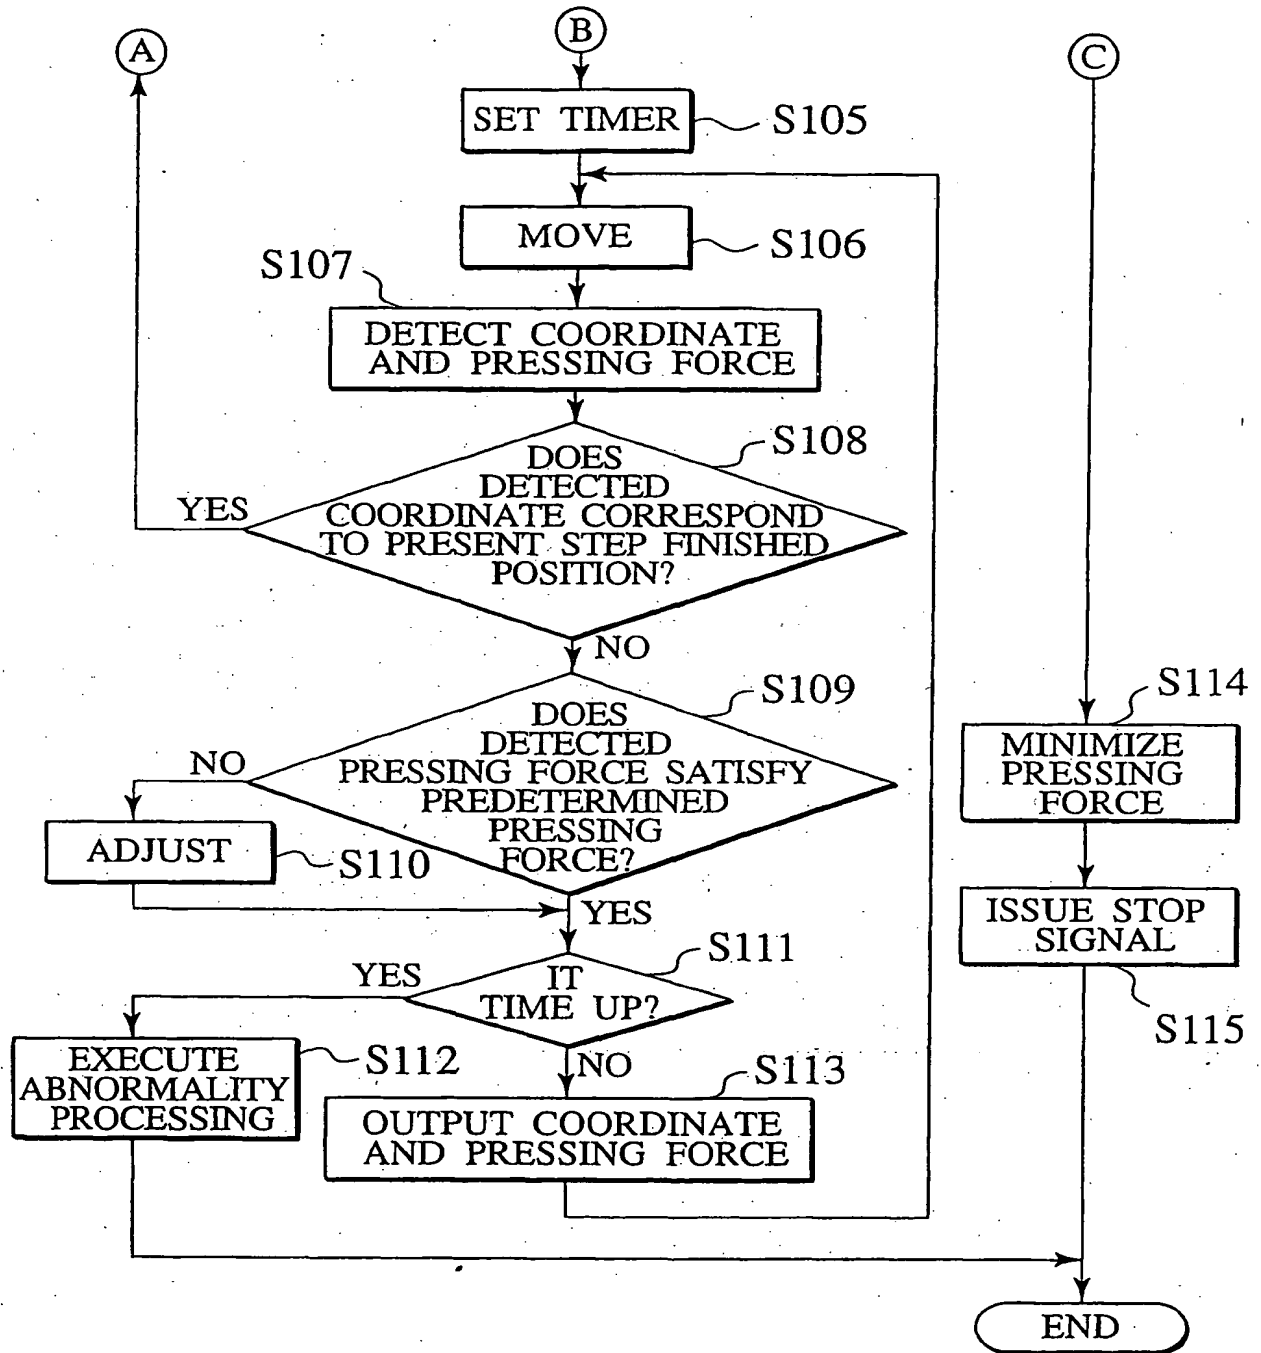 A
B
C
SET TIMER
S105
MOVE
S106
S107
DETECT COORDINATE
AND PRESSING FORCE
S108
DOES
DETECTED
COORDINATE CORRESPOND
TO PRESENT STEP FINISHED
POSITION?
YES
NO
S109
DOES
DETECTED
PRESSING FORCE SATISFY
PREDETERMINED
PRESSING
FORCE?
NO
ADJUST
S110
YES
S111
IT
TIME UP?
YES
EXECUTE
ABNORMALITY
PROCESSING
S112
NO
S113
OUTPUT COORDINATE
AND PRESSING FORCE
S114
MINIMIZE
PRESSING
FORCE
ISSUE STOP
SIGNAL
S115
END